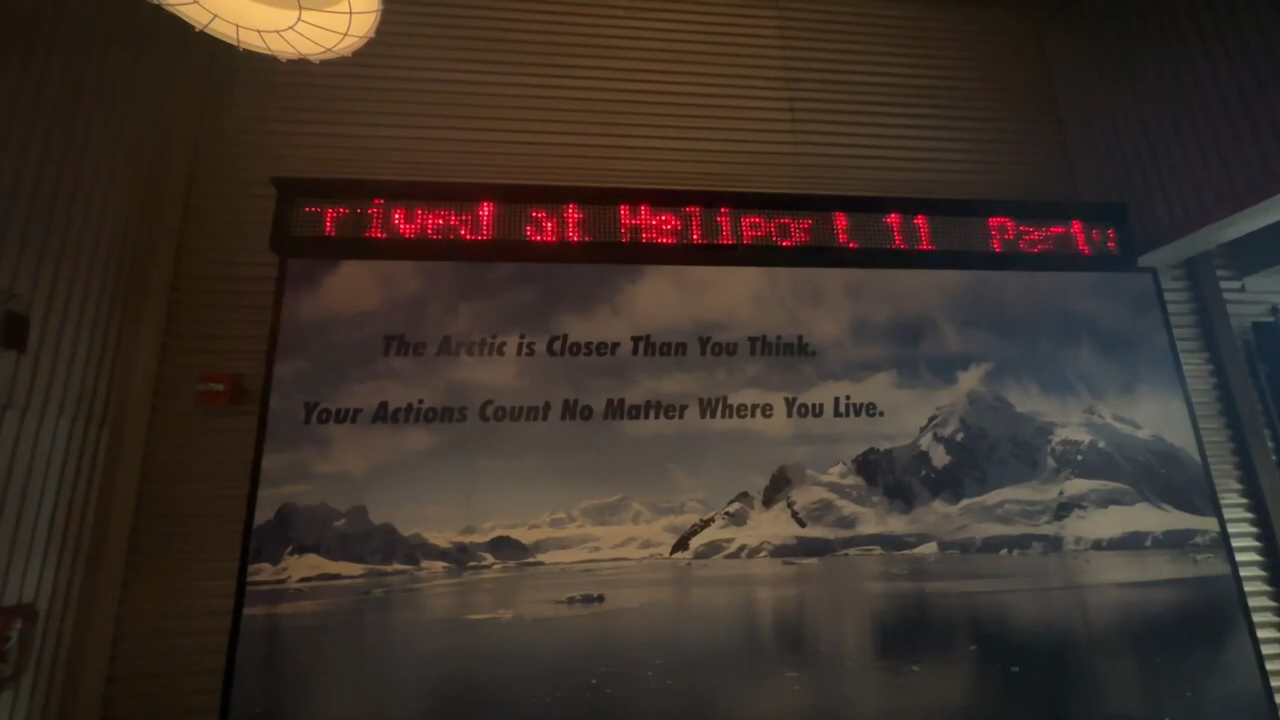 rived at Heliport 11 Party
The Arctic is Closer Than You Think.
Your Actions Count No Matter Where You Live.